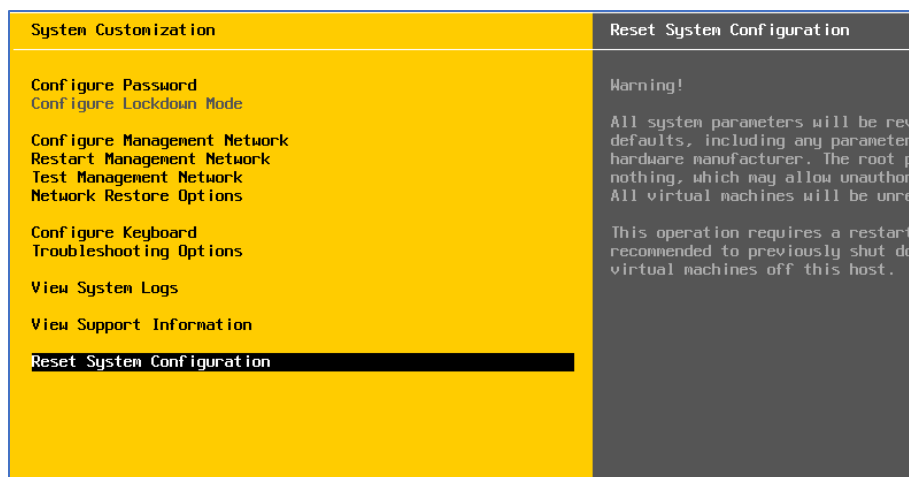 System Customization
Configure Password
Configure Lockdown Mode
Configure Management Network
Restart Management Network
Test Management Network
Network Restore Options
Configure Keyboard
Troubleshooting Options
View System Logs
View Support Information
Reset System Configuration
Reset System Configuration
Warning!
All system parameters will be
defaults, including any
hardware manufacturer. The root
nothing, which may allow
All virtual machines will be
This operation requires a
recommended to previously shut
virtual machines off this host.